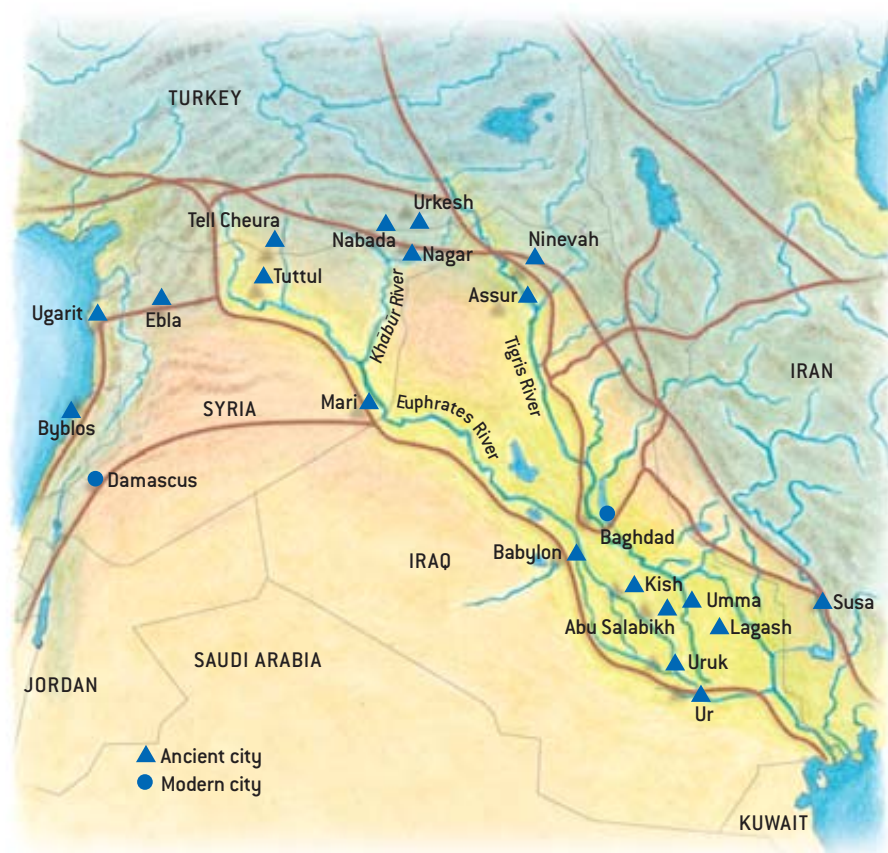 TURKEY
Urkesh
Tell Cheura
Nabada
Nagar
Ninevah
Tuttul
Assur
Ugarit
Ebla
Khābūr River
Tigris River
IRAN
Mari
Euphrates River
SYRIA
Byblos
Damascus
Baghdad
Babylon
IRAQ
Kish
Umma
Susa
Abu Salabikh
Lagash
SAUDI ARABIA
Uruk
JORDAN
Ur
Ancient city
Modern city
KUWAIT